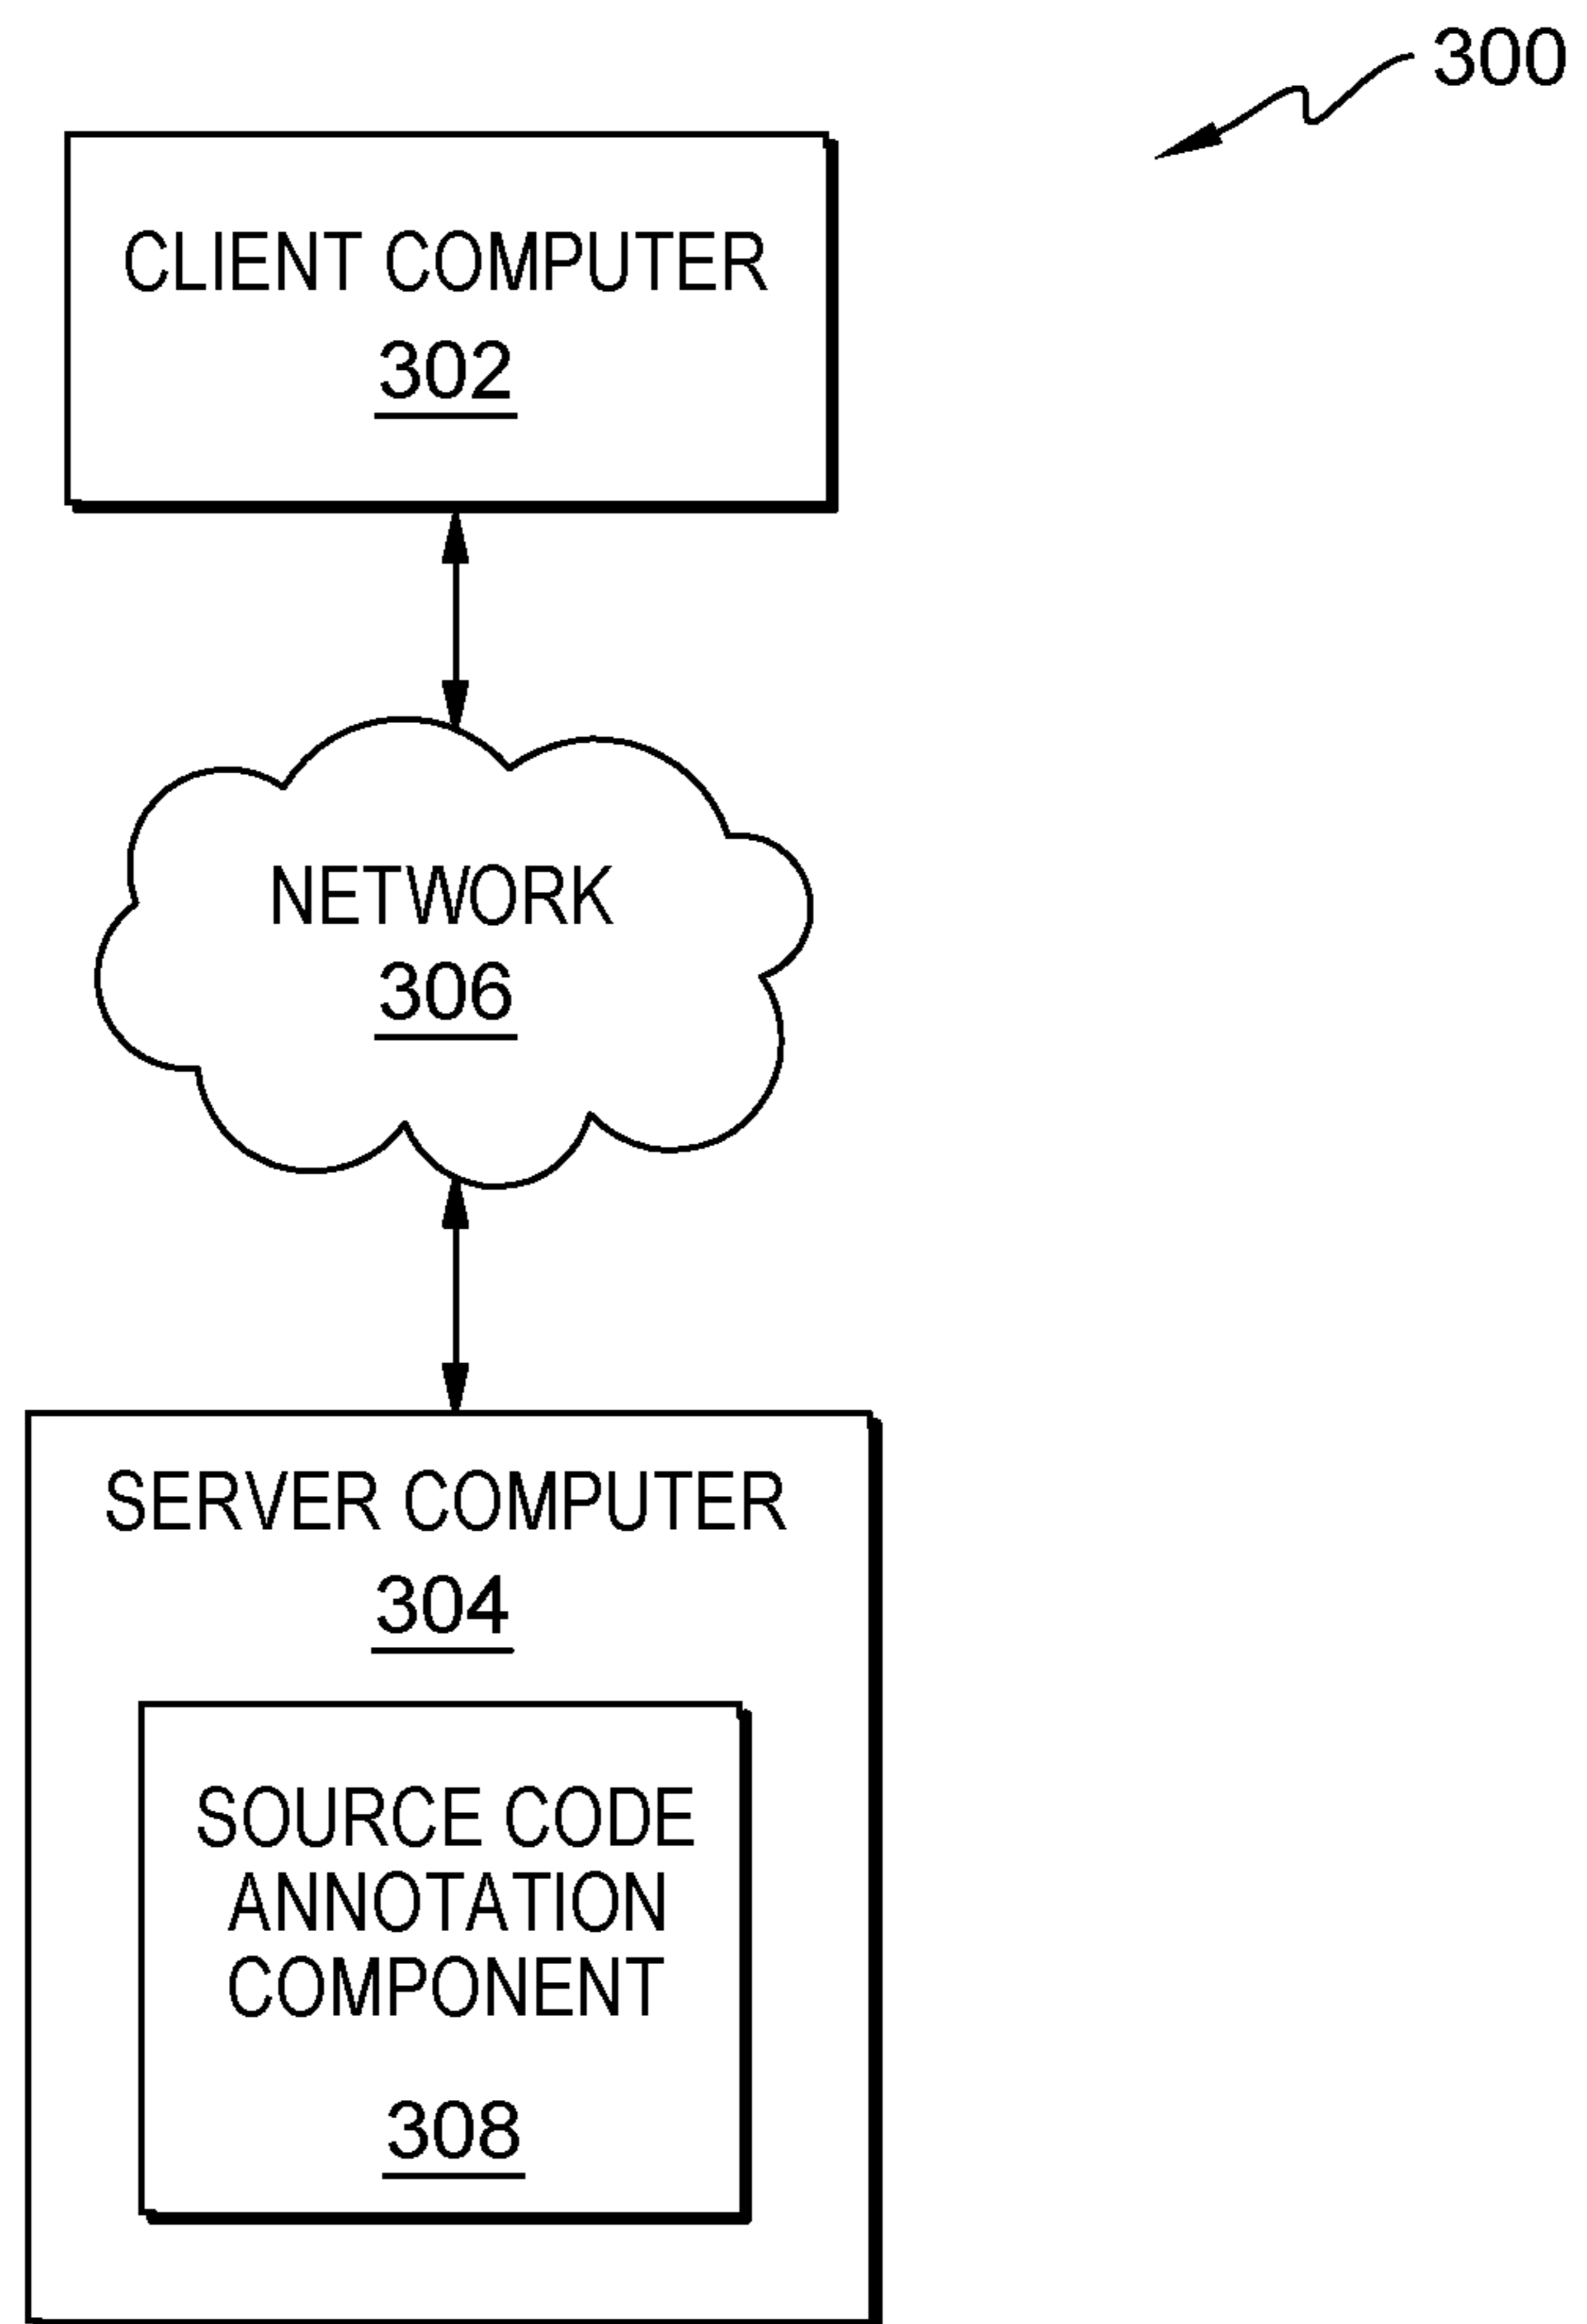 300
CLIENT COMPUTER
302
NETWORK
306
SERVER COMPUTER
304
SOURCE CODE
ANNOTATION
COMPONENT
308